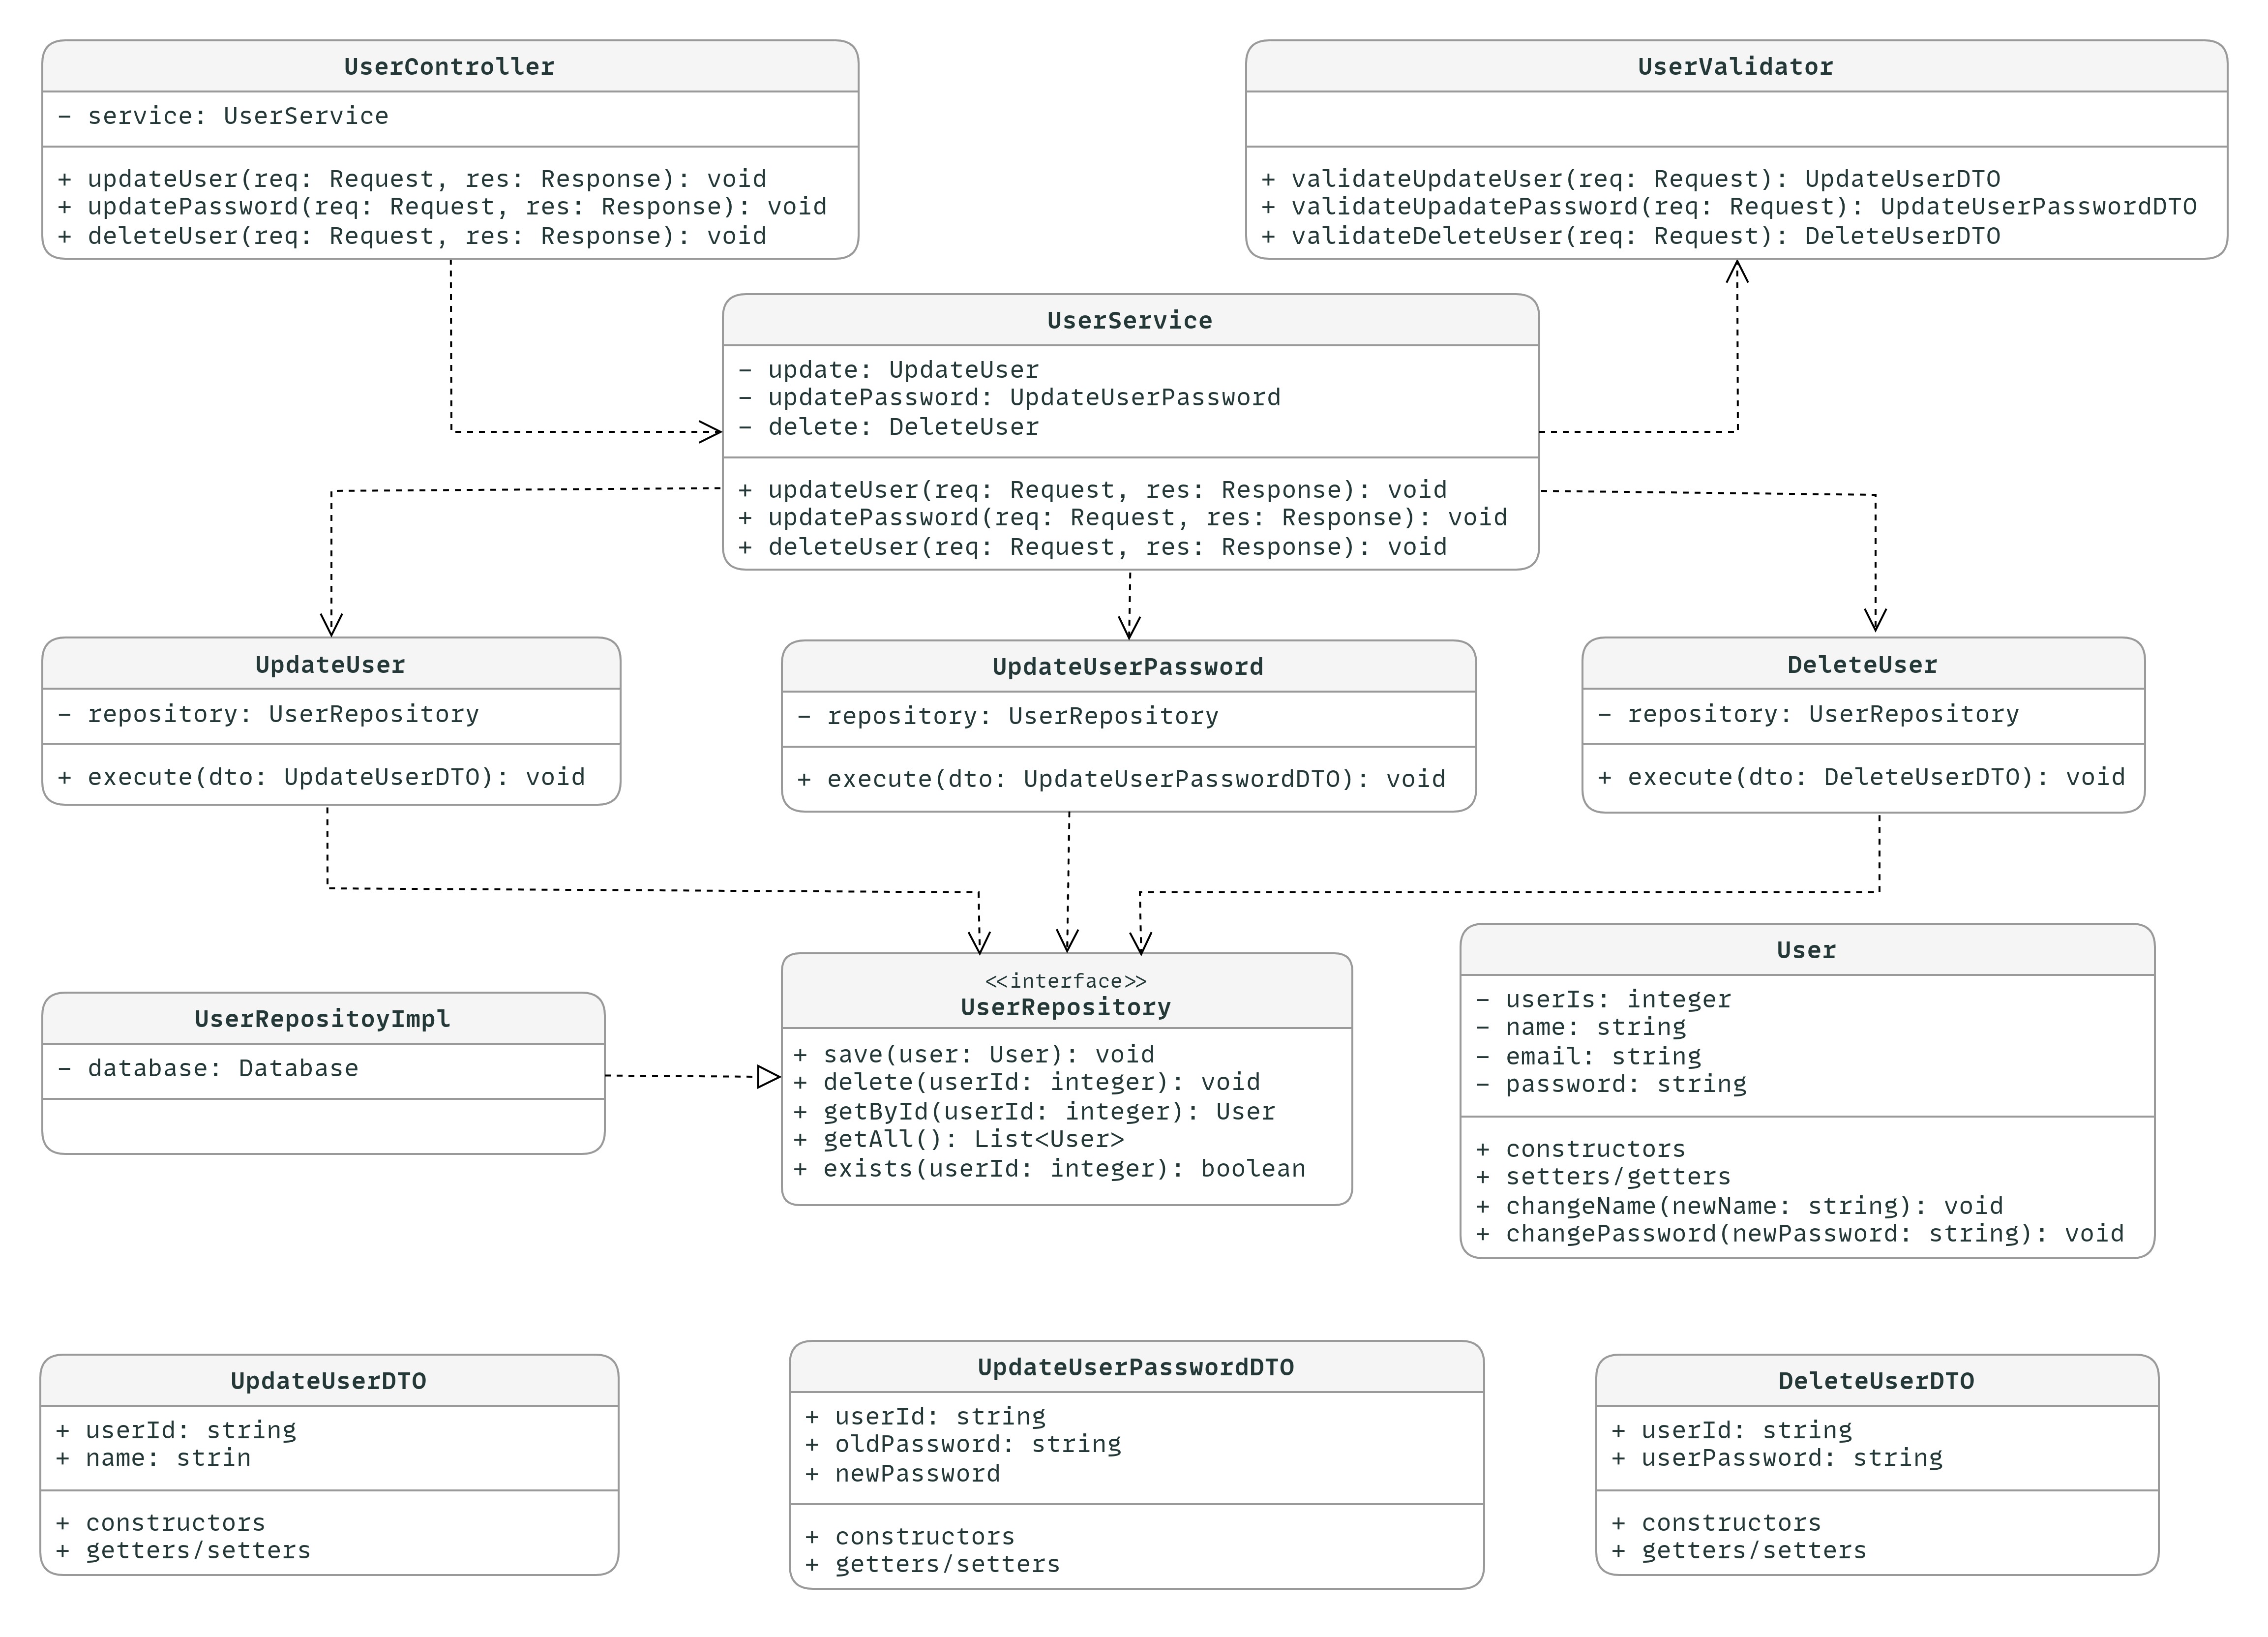 UserController
- service: UserService
+ updateUser(req: Request, res: Response): void
+ updatePassword(req: Request, res: Response): void
+ deleteUser(req: Request, res: Response): void
UserValidator
+ validateUpdateUser(req: Request): UpdateUserDTO
+ validateUpadatePassword(req: Request): UpdateUserPasswordDTO
+ validateDeleteUser(req: Request): DeleteUserDTO
UserService
- update: UpdateUser
- updatePassword: UpdateUserPassword
- delete: DeleteUser
+ updateUser(req: Request, res: Response): void
+ updatePassword(req: Request, res: Response): void
+ deleteUser(req: Request, res: Response): void
UpdateUser
- repository: UserRepository
+ execute(dto: UpdateUserDTO): void
UpdateUserPassword
- repository: UserRepository
+ execute(dto: UpdateUserPasswordDTO): void
DeleteUser
- repository: UserRepository
+ execute(dto: DeleteUserDTO): void
UserRepositoyImpl
- database: Database
<<interface>>
UserRepository
+ save(user: User): void
+ delete(userId: integer): void
+ getById(userId: integer): User
+ getAll(): List<User>
+ exists(userId: integer): boolean
User
- userIs: integer
- name: string
- email: string
- password: string
+ constructors
+ setters/getters
+ changeName(newName: string): void
+ changePassword(newPassword: string): void
UpdateUserDTO
+ userId: string
+ name: strin
+ constructors
+ getters/setters
UpdateUserPasswordDTO
+ userId: string
+ oldPassword: string
+ newPassword
+ constructors
+ getters/setters
DeleteUserDTO
+ userId: string
+ userPassword: string
+ constructors
+ getters/setters